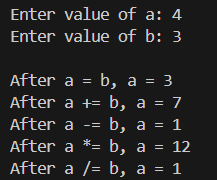 Enter value of a: 4
Enter value of b: 3

After a = b, a = 3
After a += b, a = 7
After a -= b, a = 1
After a *= b, a = 12
After a /= b, a = 1